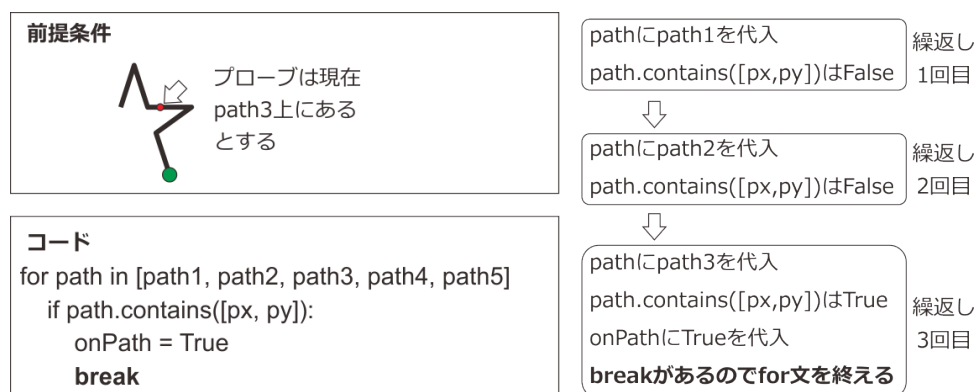 前提条件
プローブは現在
path3上にある
とする
コード
for path in [path1, path2, path3, path4, path5]
if path.contains([px, py]):
onPath = True
break
pathにpath1を代入
path.contains([px,py])はFalse
繰返し
1回目
pathにpath2を代入
path.contains([px,py])はFalse
繰返し
2回目
pathにpath3を代入
path.contains([px,py])はTrue
onPathにTrueを代入
breakがあるのでfor文を終える
繰返し
3回目